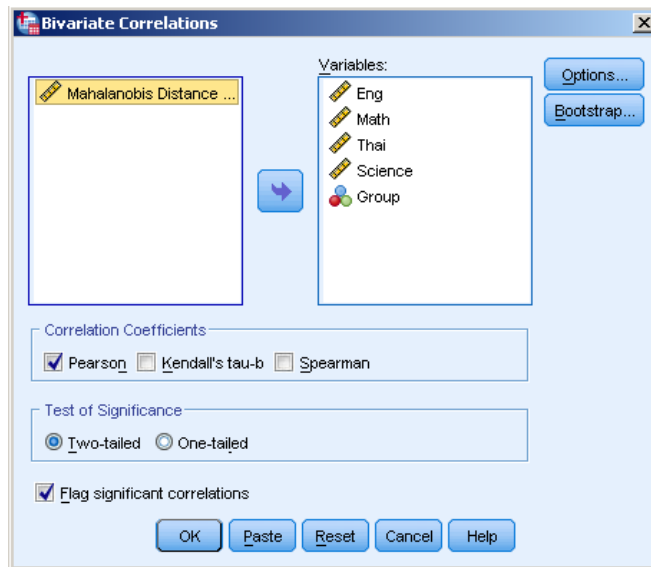 Bivariate Correlations
Variables:
Mahalanobis Distance ...
Eng
Math
Thai
Science
Group
Options...
Bootstrap...
Correlation Coefficients
Pearson Kendall's tau-b Spearman
Test of Significance
Two-tailed One-tailed
Flag significant correlations
OK Paste Reset Cancel Help